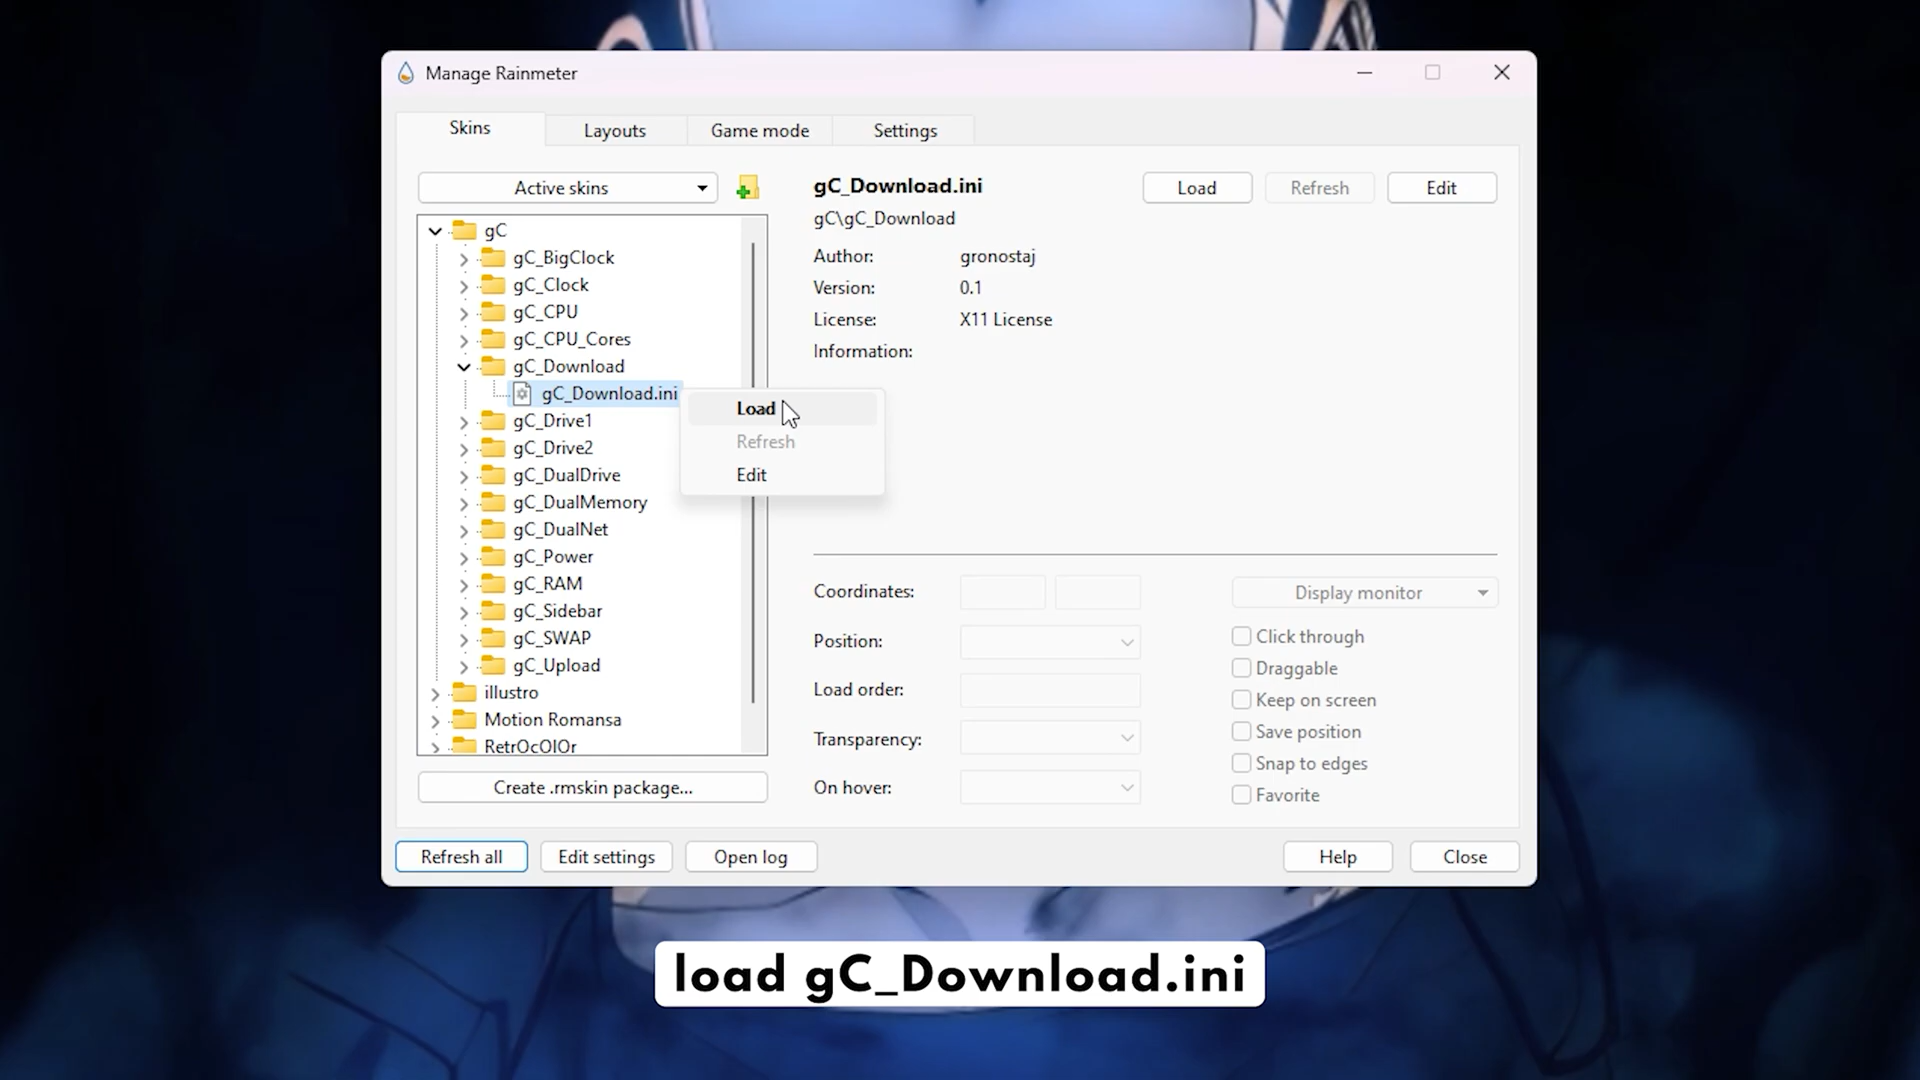 Manage Rainmeter
Skins
Layouts
Game mode
Settings
Active skins
gC
gC_BigClock
gC_Clock
gC_CPU
gC_CPU_Cores
gC_Download
gC_Download.ini
gC_Drive1
gC_Drive2
gC_DualDrive
gC_DualMemory
gC_DualNet
gC_Power
gC_RAM
gC_Sidebar
gC_SWAP
gC_Upload
illustro
Motion Romansa
RetrOcOlOr
Create .rmskin package...
Load
Refresh
Edit
gC_Download.ini
Load
Refresh
Edit
gC\gC_Download
Author: gronostaj
Version: 0.1
License: X11 License
Information:
Coordinates:
Display monitor
Position:
Load order:
Transparency:
On hover:
Click through
Draggable
Keep on screen
Save position
Snap to edges
Favorite
Refresh all
Edit settings
Open log
Help
Close
load gC_Download.ini